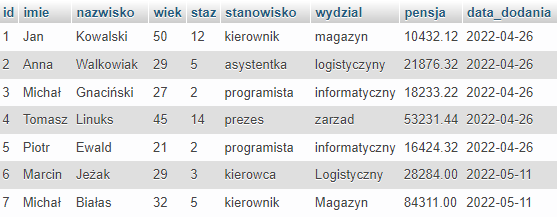 id imie nazwisko wiek staz stanowisko wydzial pensja data_dodania
1 Jan Kowalski 50 12 kierownik magazyn 10432.12 2022-04-26
2 Anna Walkowiak 29 5 asystentka logistyczyny 21876.32 2022-04-26
3 Michał Gnaciński 27 2 programista informatyczny 18233.22 2022-04-26
4 Tomasz Linuks 45 14 prezes zarzad 53231.44 2022-04-26
5 Piotr Ewald 21 2 programista informatyczny 16424.32 2022-04-26
6 Marcin Jeżak 29 3 kierowca Logistyczny 28284.00 2022-05-11
7 Michał Białas 32 5 kierownik Magazyn 84311.00 2022-05-11